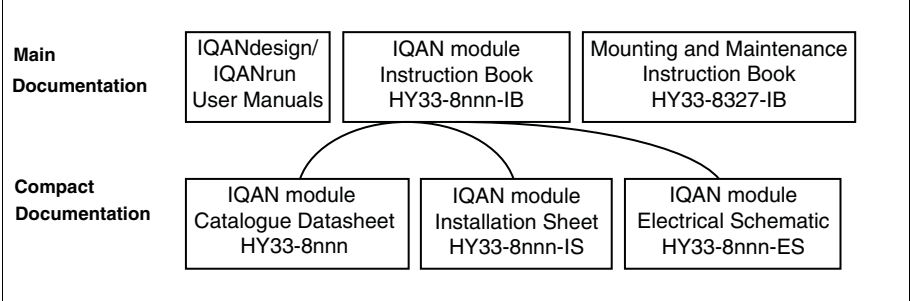 Main
Documentation
IQANdesign/
IQANrun
User Manuals
IQAN module
Instruction Book
HY33-8nnn-IB
Mounting and Maintenance
Instruction Book
HY33-8327-IB
Compact
Documentation
IQAN module
Catalogue Datasheet
HY33-8nnn
IQAN module
Installation Sheet
HY33-8nnn-IS
IQAN module
Electrical Schematic
HY33-8nnn-ES